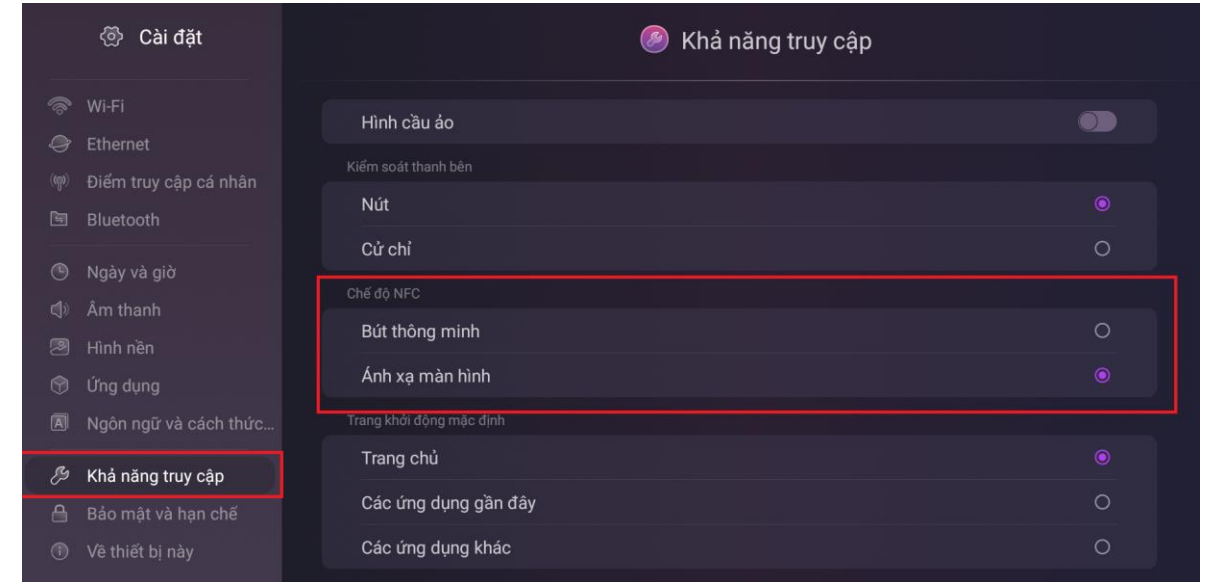 Cài đặt
Wi-Fi
Ethernet
Điểm truy cập cá nhân
Bluetooth
Ngày và giờ
Âm thanh
Hình nền
Ứng dụng
Ngôn ngữ và cách thức...
Khả năng truy cập
Bảo mật và hạn chế
Về thiết bị này
Khả năng truy cập
Hình cầu ảo
Kiểm soát thanh bên
Nút
Cử chỉ
Chế độ NFC
Bút thông minh
Ánh xạ màn hình
Trang khởi động mặc định
Trang chủ
Các ứng dụng gần đây
Các ứng dụng khác